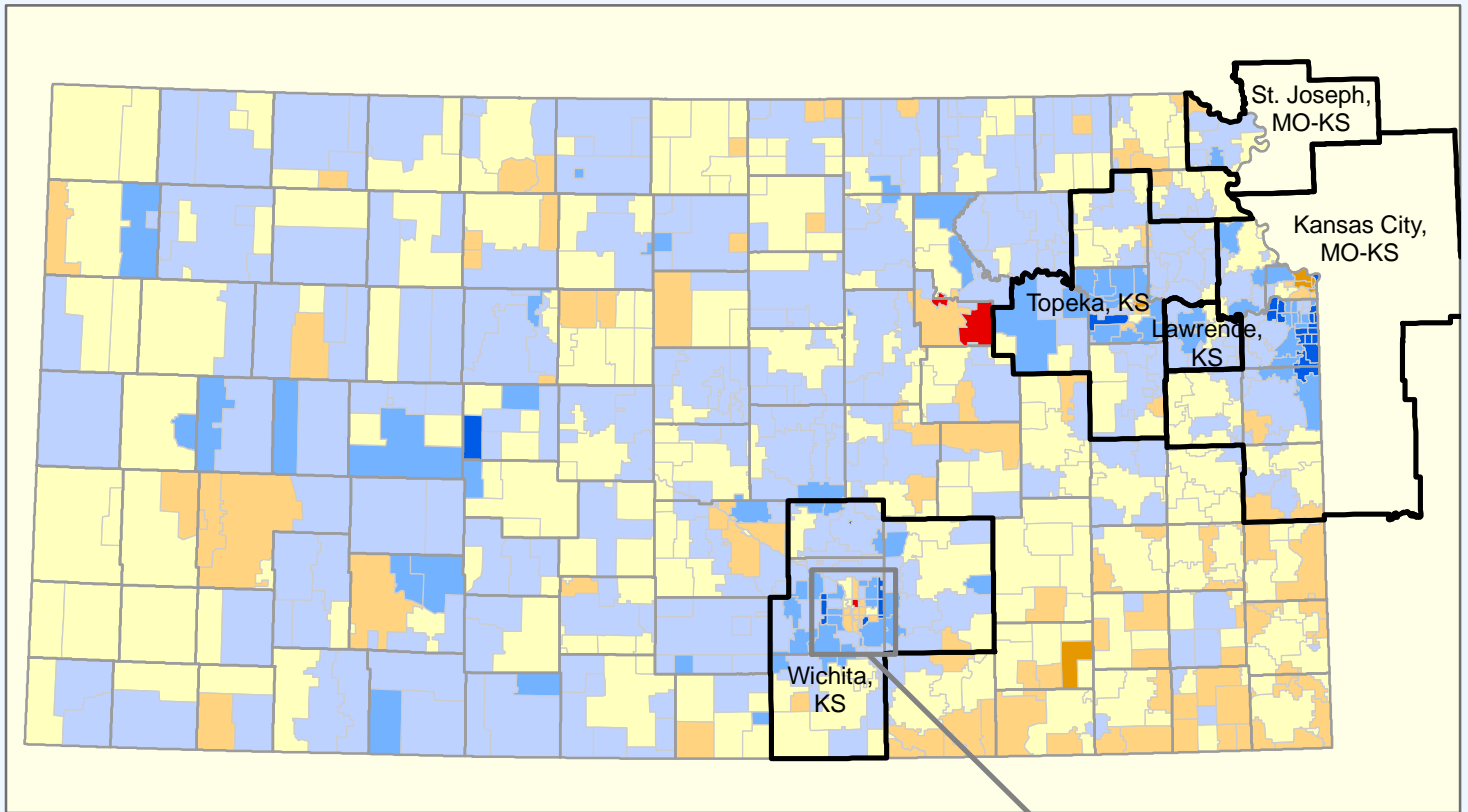 St. Joseph,
MO-KS
Kansas City,
MO-KS
Topeka, KS
Lawrence,
KS
Wichita,
KS